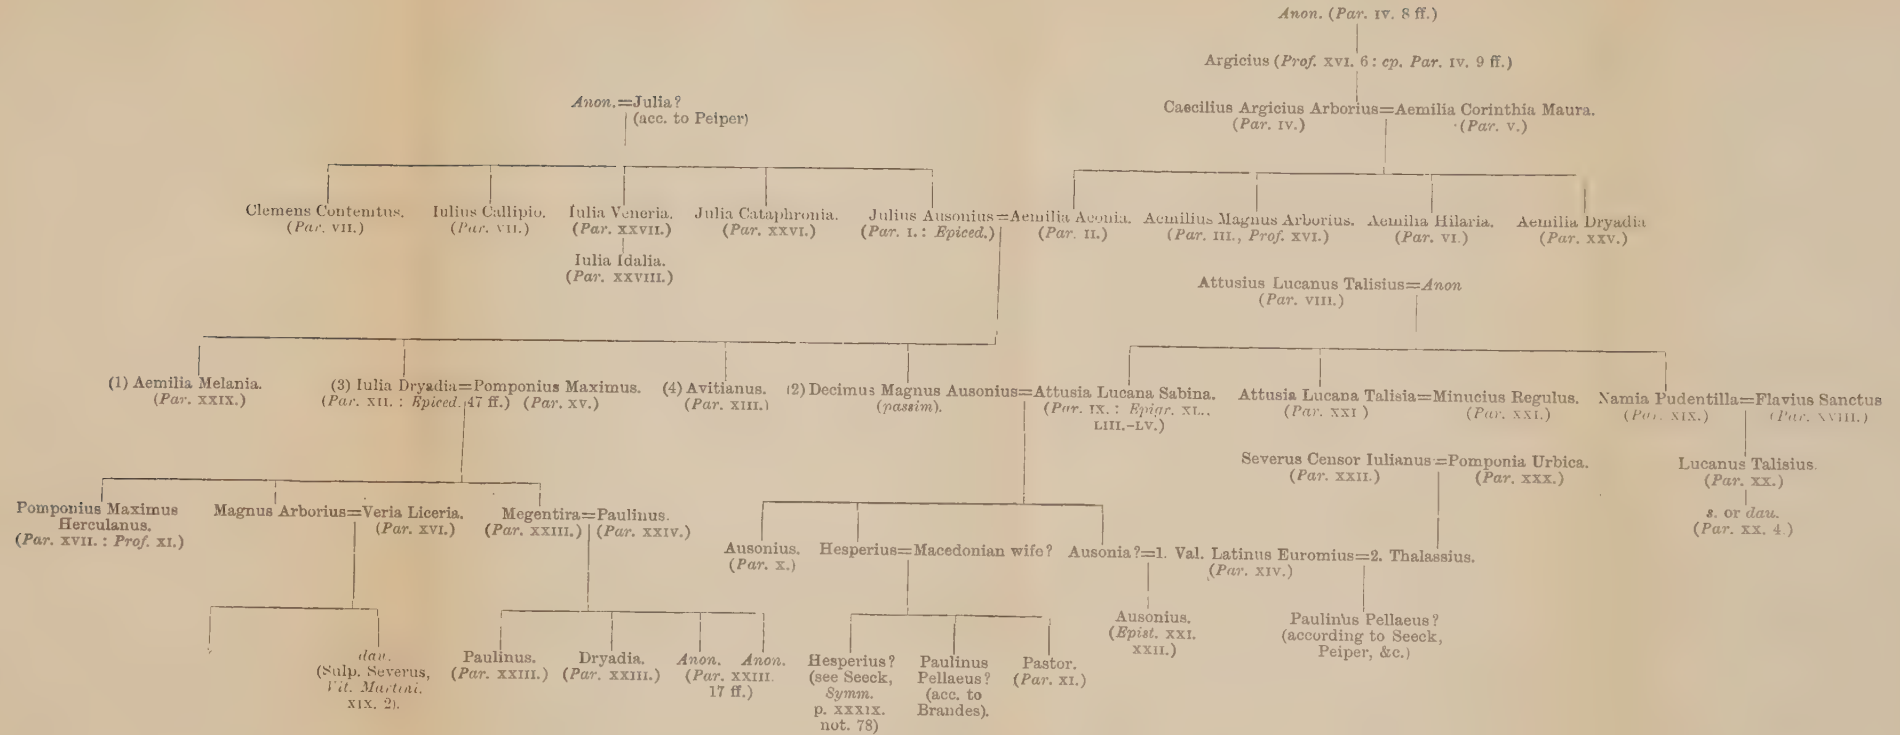 Anon. (Par. IV. 8 ff.)
Argicius (Prof. XVI. 6 : cp. Par. IV. 9 ff.)
Anon.=Julia?
(acc. to Peiper)
Caecilius Argicius Arborius=Aemilia Corinthia Maura.
(Par. IV.) (Par. V.)
Clemens Contemtus. Iulius Callipio. Iulia Veneria. Julia Cataphronia. Julius Ausonius=Aemilia Aeonia. Aemilius Magnus Arborius. Aemilia Hilaria. Aemilia Dryadia
(Par. VII.) (Par. VII.) (Par. XXVII.) (Par. XXVI.) (Par. I. : Epiced.) (Par. II.) (Par. III., Prof. XVI.) (Par. VI.) (Par. XXV.)
Iulia Idalia.
(Par. XXVIII.)
Attusius Lucanus Talisius=Anon
(Par. VIII.)
(1) Aemilia Melania. (3) Iulia Dryadia=Pomponius Maximus. (4) Avitianus. (2) Decimus Magnus Ausonius=Attusia Lucana Sabina. Attusia Lucana Talisia=Minucius Regulus. Namia Pudentilla=Flavius Sanctus
(Par. XXIX.) (Par. XII. : Epiced. 47 ff.) (Par. XV.) (Par. XIII.) (passim). (Par. IX. : Epigr. XL., (Par. XXI) (Par. XXI.) (Par. XIX.) (Par. XVIII.)
LIII.-LV.)
Severus Censor Iulianus=Pomponia Urbica. Lucanus Talisius.
(Par. XXII.) (Par. XXX.) (Par. XX.)
Pomponius Maximus Magnus Arborius=Veria Liceria. Megentira=Paulinus. s. or dau.
Herculanus. (Par. XVI.) (Par. XXIII.) (Par. XXIV.) (Par. XX. 4.)
(Par. XVII. : Prof. XI.)
Ausonius. Hesperius=Macedonian wife? Ausonia?=1. Val. Latinus Euromius=2. Thalassius.
(Par. X.) (Par. XIV.)
Ausonius. Paulinus Pellaeus?
(Epist. XXI. (according to Seeck,
XXII.) Peiper, &c.)
dau. Paulinus. Dryadia. Anon. Anon. Hesperius? Paulinus Pastor.
(Sulp. Severus, (Par. XXIII.) (Par. XXIII.) (Par. XXIII. (see Seeck, Pellaeus? (Par. XI.)
Vit. Martini. 17 ff.) Symm. (acc. to
XIX. 2). p. XXXIX. Brandes).
not. 78)